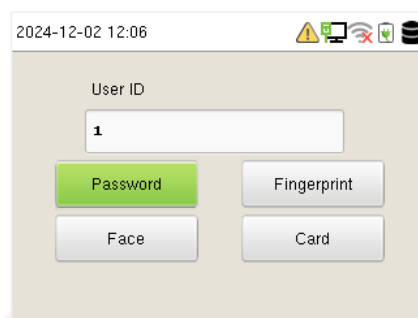 2024-12-02 12:06
User ID
1
Password
Fingerprint
Face
Card